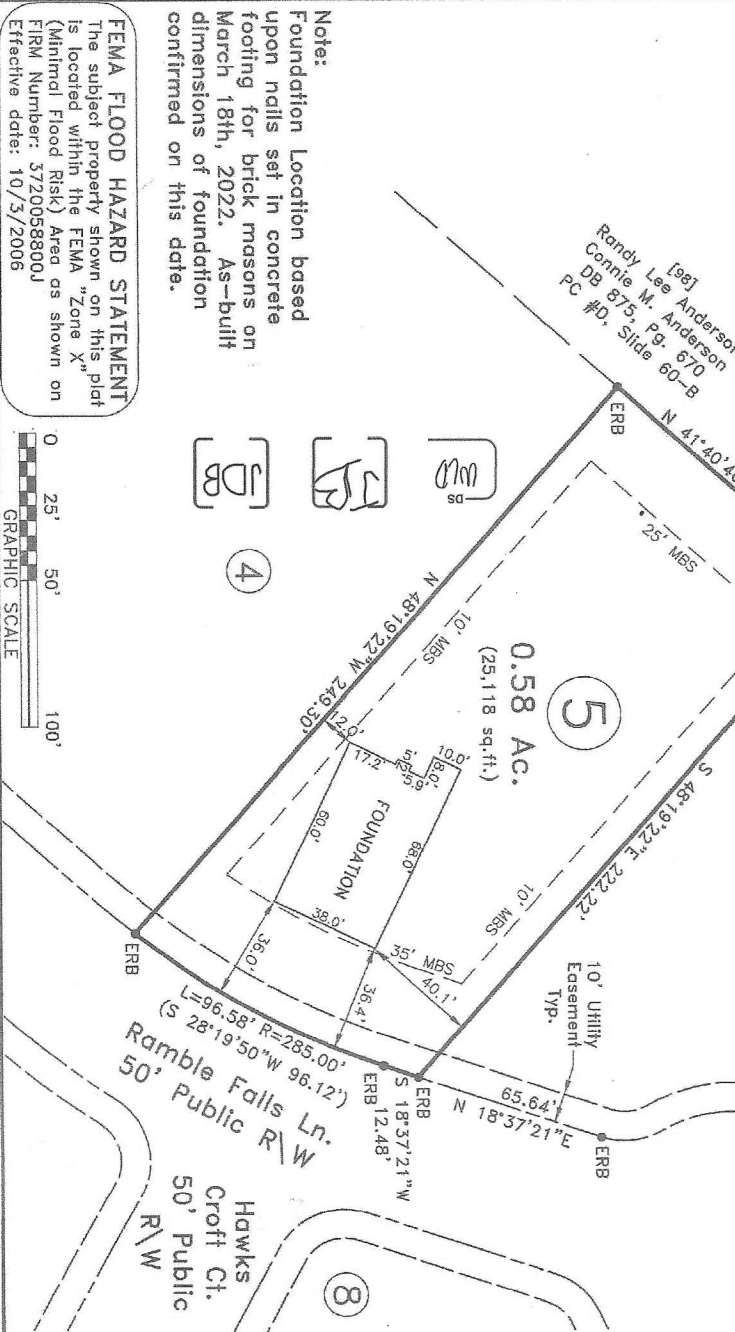 Note:
Foundation Location based
upon nails set in concrete
footing for brick masons on
March 18th, 2022. As-built
dimensions of foundation
confirmed on this date.
FEMA FLOOD HAZARD STATEMENT
The subject property shown on this plat
is located within the FEMA "Zone X"
(Minimal Flood Risk) Area as shown on
FIRM Number: 3720058800J
Effective date: 10/3/2006
[98]
Randy Lee Anderson
Connie M. Anderson
DB 875, Pg. 670
PC #D, Slide 60-B
ERB
N 41°40'
25' MBS
DS
WLD
JDB
4
0 25' 50' 100'
GRAPHIC SCALE
5
0.58 Ac.
(25,118 sq.ft.)
N 48°19'22"W 249.30'
10' MBS
S 48°19'22"E 222.22'
10' MBS
12.0'
17.2'
5.9'
8.0'
10.0'
60.0'
FOUNDATION
68.0'
38.0'
35' MBS
36.0'
36.4'
40.1'
10' Utility
Easement
Typ.
ERB
L=96.58' R=285.00'
(S 28°19'50"W 96.12')
ERB
S 18°37'21"W
12.48'
ERB
65.64'
N 18°37'21"E
ERB
Ramble Falls Ln.
50' Public R\W
Hawks
Croft Ct.
50' Public
R\W
8